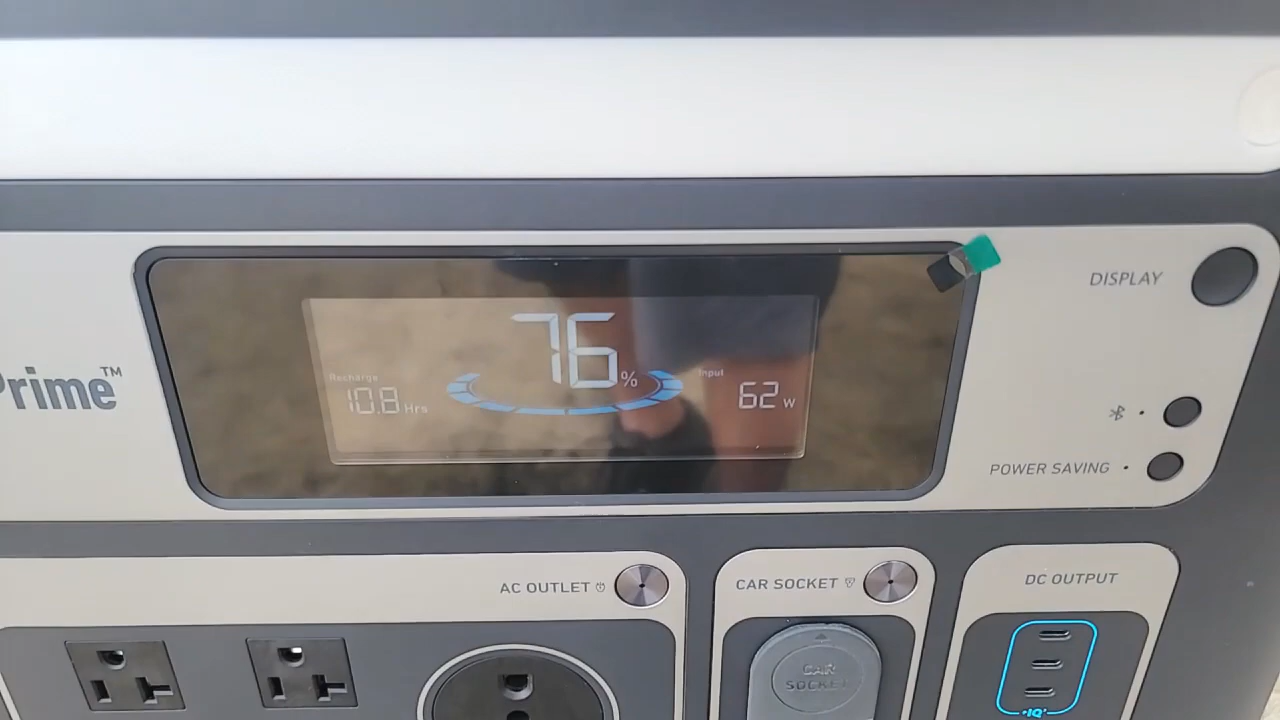 DISPLAY
Prime™
76%
Recharge
10.8 Hrs
Input
62 W
POWER SAVING
AC OUTLET
CAR SOCKET
DC OUTPUT
CAR
SOCKET
IQ